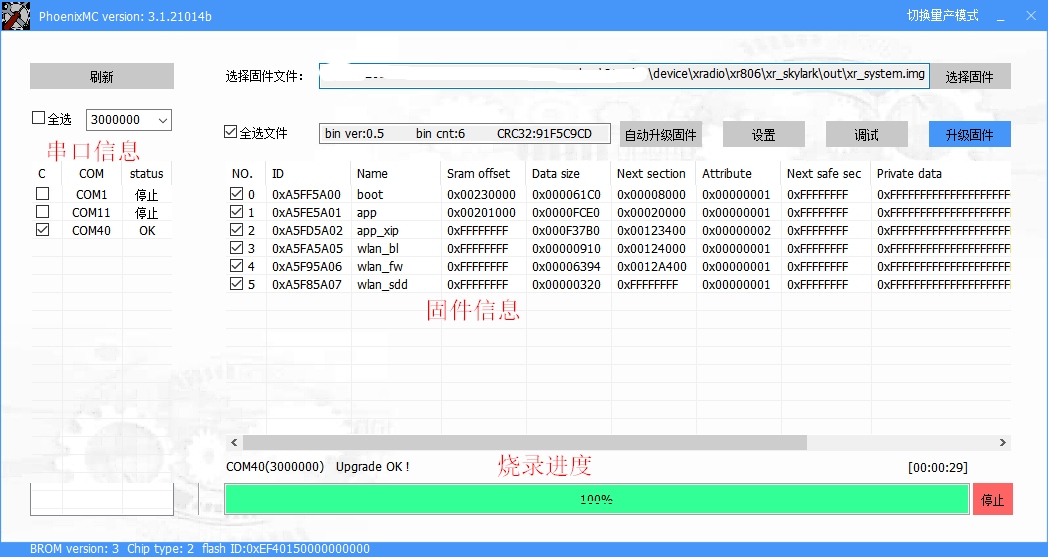 PhoenixMC version: 3.1.21014b 切换量产模式
刷新 选择固件文件: \device\xradio\xr806\xr_skylark\out\xr_system.img 选择固件
全选 3000000 全选文件 bin ver:0.5 bin cnt:6 CRC32:91F5C9CD 自动升级固件 设置 调试 升级固件
串口信息
C COM status NO. ID Name Sram offset Data size Next section Attribute Next safe sec Private data
COM1 停止 0 0xA5FF5A00 boot 0x00230000 0x000061C0 0x00008000 0x00000001 0xFFFFFFFF 0xFFFFFFFFFFFFFFFFFFFFF
COM11 停止 1 0xA5FE5A01 app 0x00201000 0x0000FCE0 0x00020000 0x00000001 0xFFFFFFFF 0xFFFFFFFFFFFFFFFFFFFFF
COM40 OK 2 0xA5FD5A02 app_xip 0xFFFFFFFF 0x000F37B0 0x00123400 0x00000002 0xFFFFFFFF 0xFFFFFFFFFFFFFFFFFFFFF
3 0xA5FA5A05 wlan_bl 0xFFFFFFFF 0x00000910 0x00124000 0x00000001 0xFFFFFFFF 0xFFFFFFFFFFFFFFFFFFFFF
4 0xA5F95A06 wlan_fw 0xFFFFFFFF 0x00006394 0x0012A400 0x00000001 0xFFFFFFFF 0xFFFFFFFFFFFFFFFFFFFFF
5 0xA5F85A07 wlan_sdd 0xFFFFFFFF 0x00000320 0xFFFFFFFF 0x00000001 0xFFFFFFFF 0xFFFFFFFFFFFFFFFFFFFFF
固件信息
COM40(3000000) Upgrade OK ! 烧录进度 [00:00:29]
100% 停止
BROM version: 3 Chip type: 2 flash ID:0xEF40150000000000